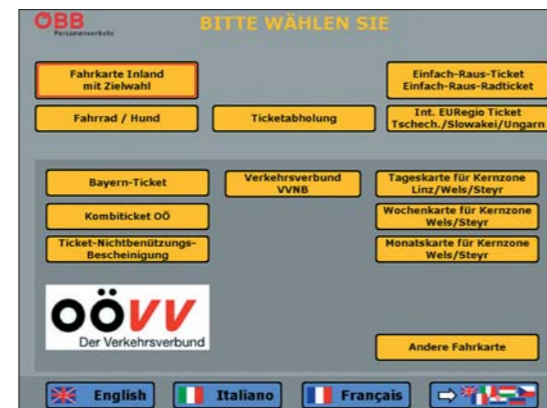 ÖBB
Personenverkehr
BITTE WÄHLEN SIE
Fahrkarte Inland
mit Zielwahl
Einfach-Raus-Ticket
Einfach-Raus-Radticket
Fahrrad / Hund
Ticketabholung
Int. EURegio Ticket
Tschech./Slowakei/Ungarn
Bayern-Ticket
Verkehrsverbund
VVNB
Tageskarte für Kernzone
Linz/Wels/Steyr
Kombiticket OÖ
Wochenkarte für Kernzone
Wels/Steyr
Ticket-Nichtbenützungs-
Bescheinigung
Monatskarte für Kernzone
Wels/Steyr
OÖVV
Der Verkehrsverbund
Andere Fahrkarte
English
Italiano
Français